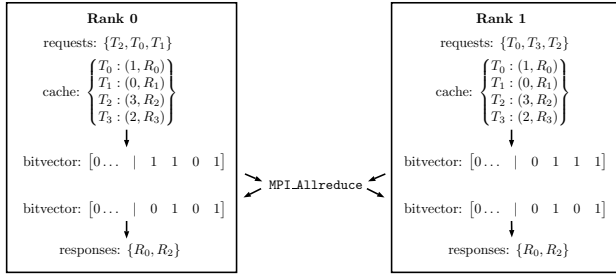 Rank 0
requests: {T₂, T₀, T₁}
cache: {T₀ : (1, R₀)
T₁ : (0, R₁)
T₂ : (3, R₂)
T₃ : (2, R₃)}
bitvector: [0... | 1 1 0 1]
bitvector: [0... | 0 1 0 1]
responses: {R₀, R₂}
MPI_Allreduce
Rank 1
requests: {T₀, T₃, T₂}
cache: {T₀ : (1, R₀)
T₁ : (0, R₁)
T₂ : (3, R₂)
T₃ : (2, R₃)}
bitvector: [0... | 0 1 1 1]
bitvector: [0... | 0 1 0 1]
responses: {R₀, R₂}